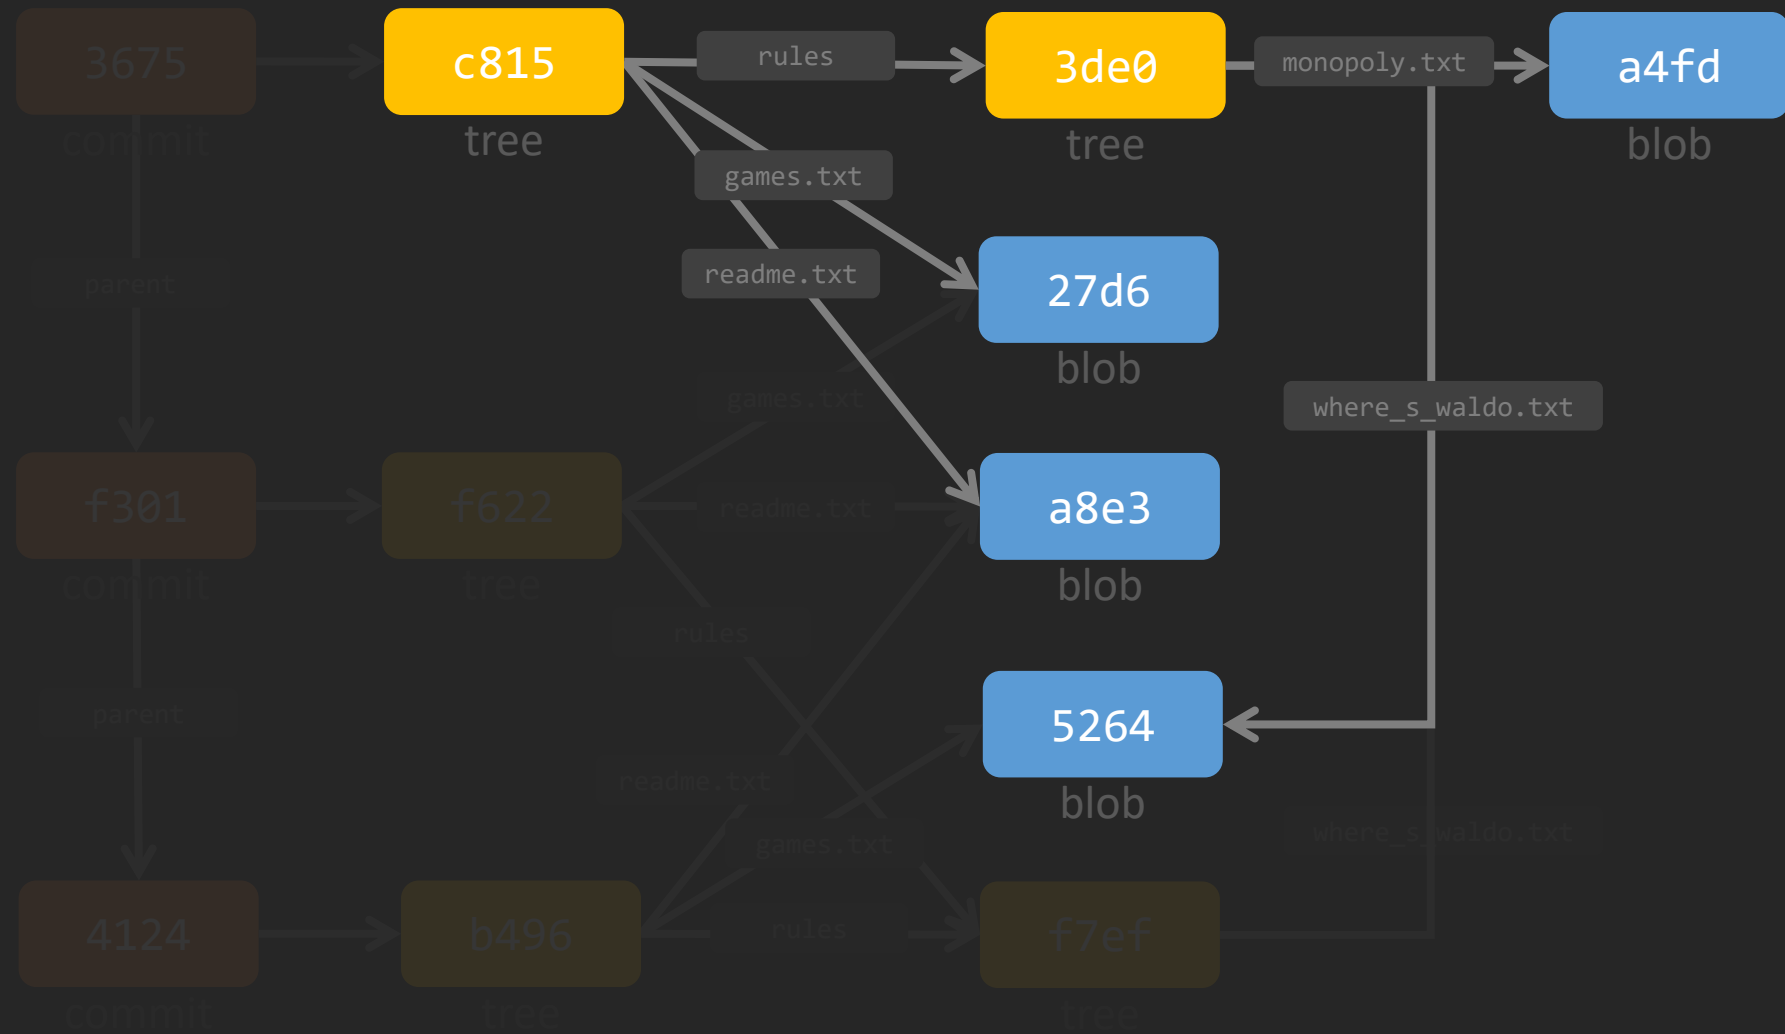 3675
commit
c815
tree
rules
3de0
tree
monopoly.txt
a4fd
blob
games.txt
readme.txt
27d6
blob
parent
games.txt
where_s_waldo.txt
f301
commit
f622
tree
readme.txt
a8e3
blob
rules
parent
5264
blob
readme.txt
games.txt
where_s_waldo.txt
4124
commit
b496
tree
rules
f7ef
tree